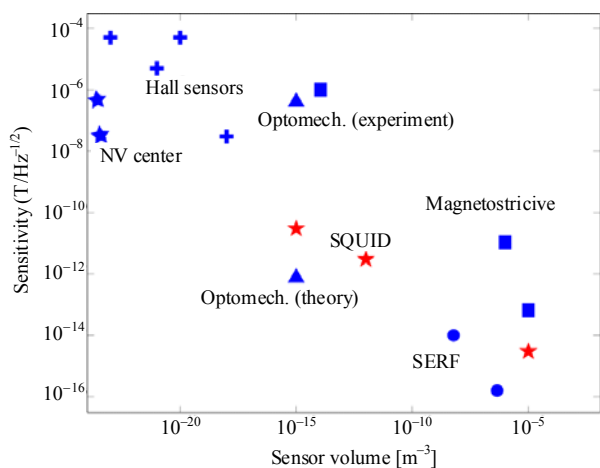 10⁻⁴
10⁻⁶
10⁻⁸
10⁻¹⁰
10⁻¹²
10⁻¹⁴
10⁻¹⁶
Sensitivity (T/Hz⁻¹/²)
Hall sensors
Optomech. (experiment)
NV center
Magnetostricive
SQUID
Optomech. (theory)
SERF
10⁻²⁰
10⁻¹⁵
10⁻¹⁰
10⁻⁵
Sensor volume [m⁻³]